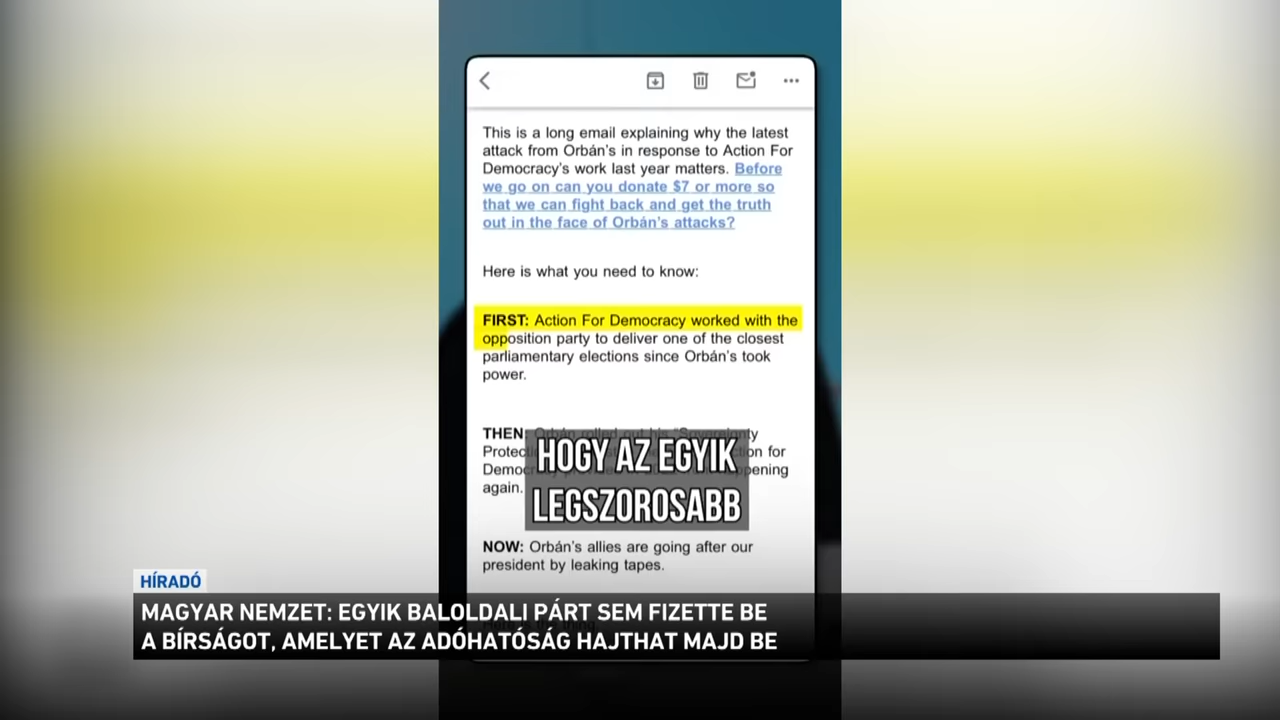 This is a long email explaining why the latest
attack from Orbán's in response to Action For
Democracy's work last year matters. Before
we go on can you donate $7 or more so
that we can fight back and get the truth
out in the face of Orbán's attacks?
Here is what you need to know:
FIRST: Action For Democracy worked with the
opposition party to deliver one of the closest
parliamentary elections since Orbán's took
power.
THEN: Orbán rolled out his "Sovereignty
for
again.
HOGY AZ EGYIK
LEGSZOROSABB
NOW: Orbán's allies are going after our
president by leaking tapes.
HÍRADÓ
MAGYAR NEMZET: EGYIK BALOLDALI PÁRT SEM FIZETTE BE
A BÍRSÁGOT, AMELYET AZ ADÓHATÓSÁG HAJTHAT MAJD BE